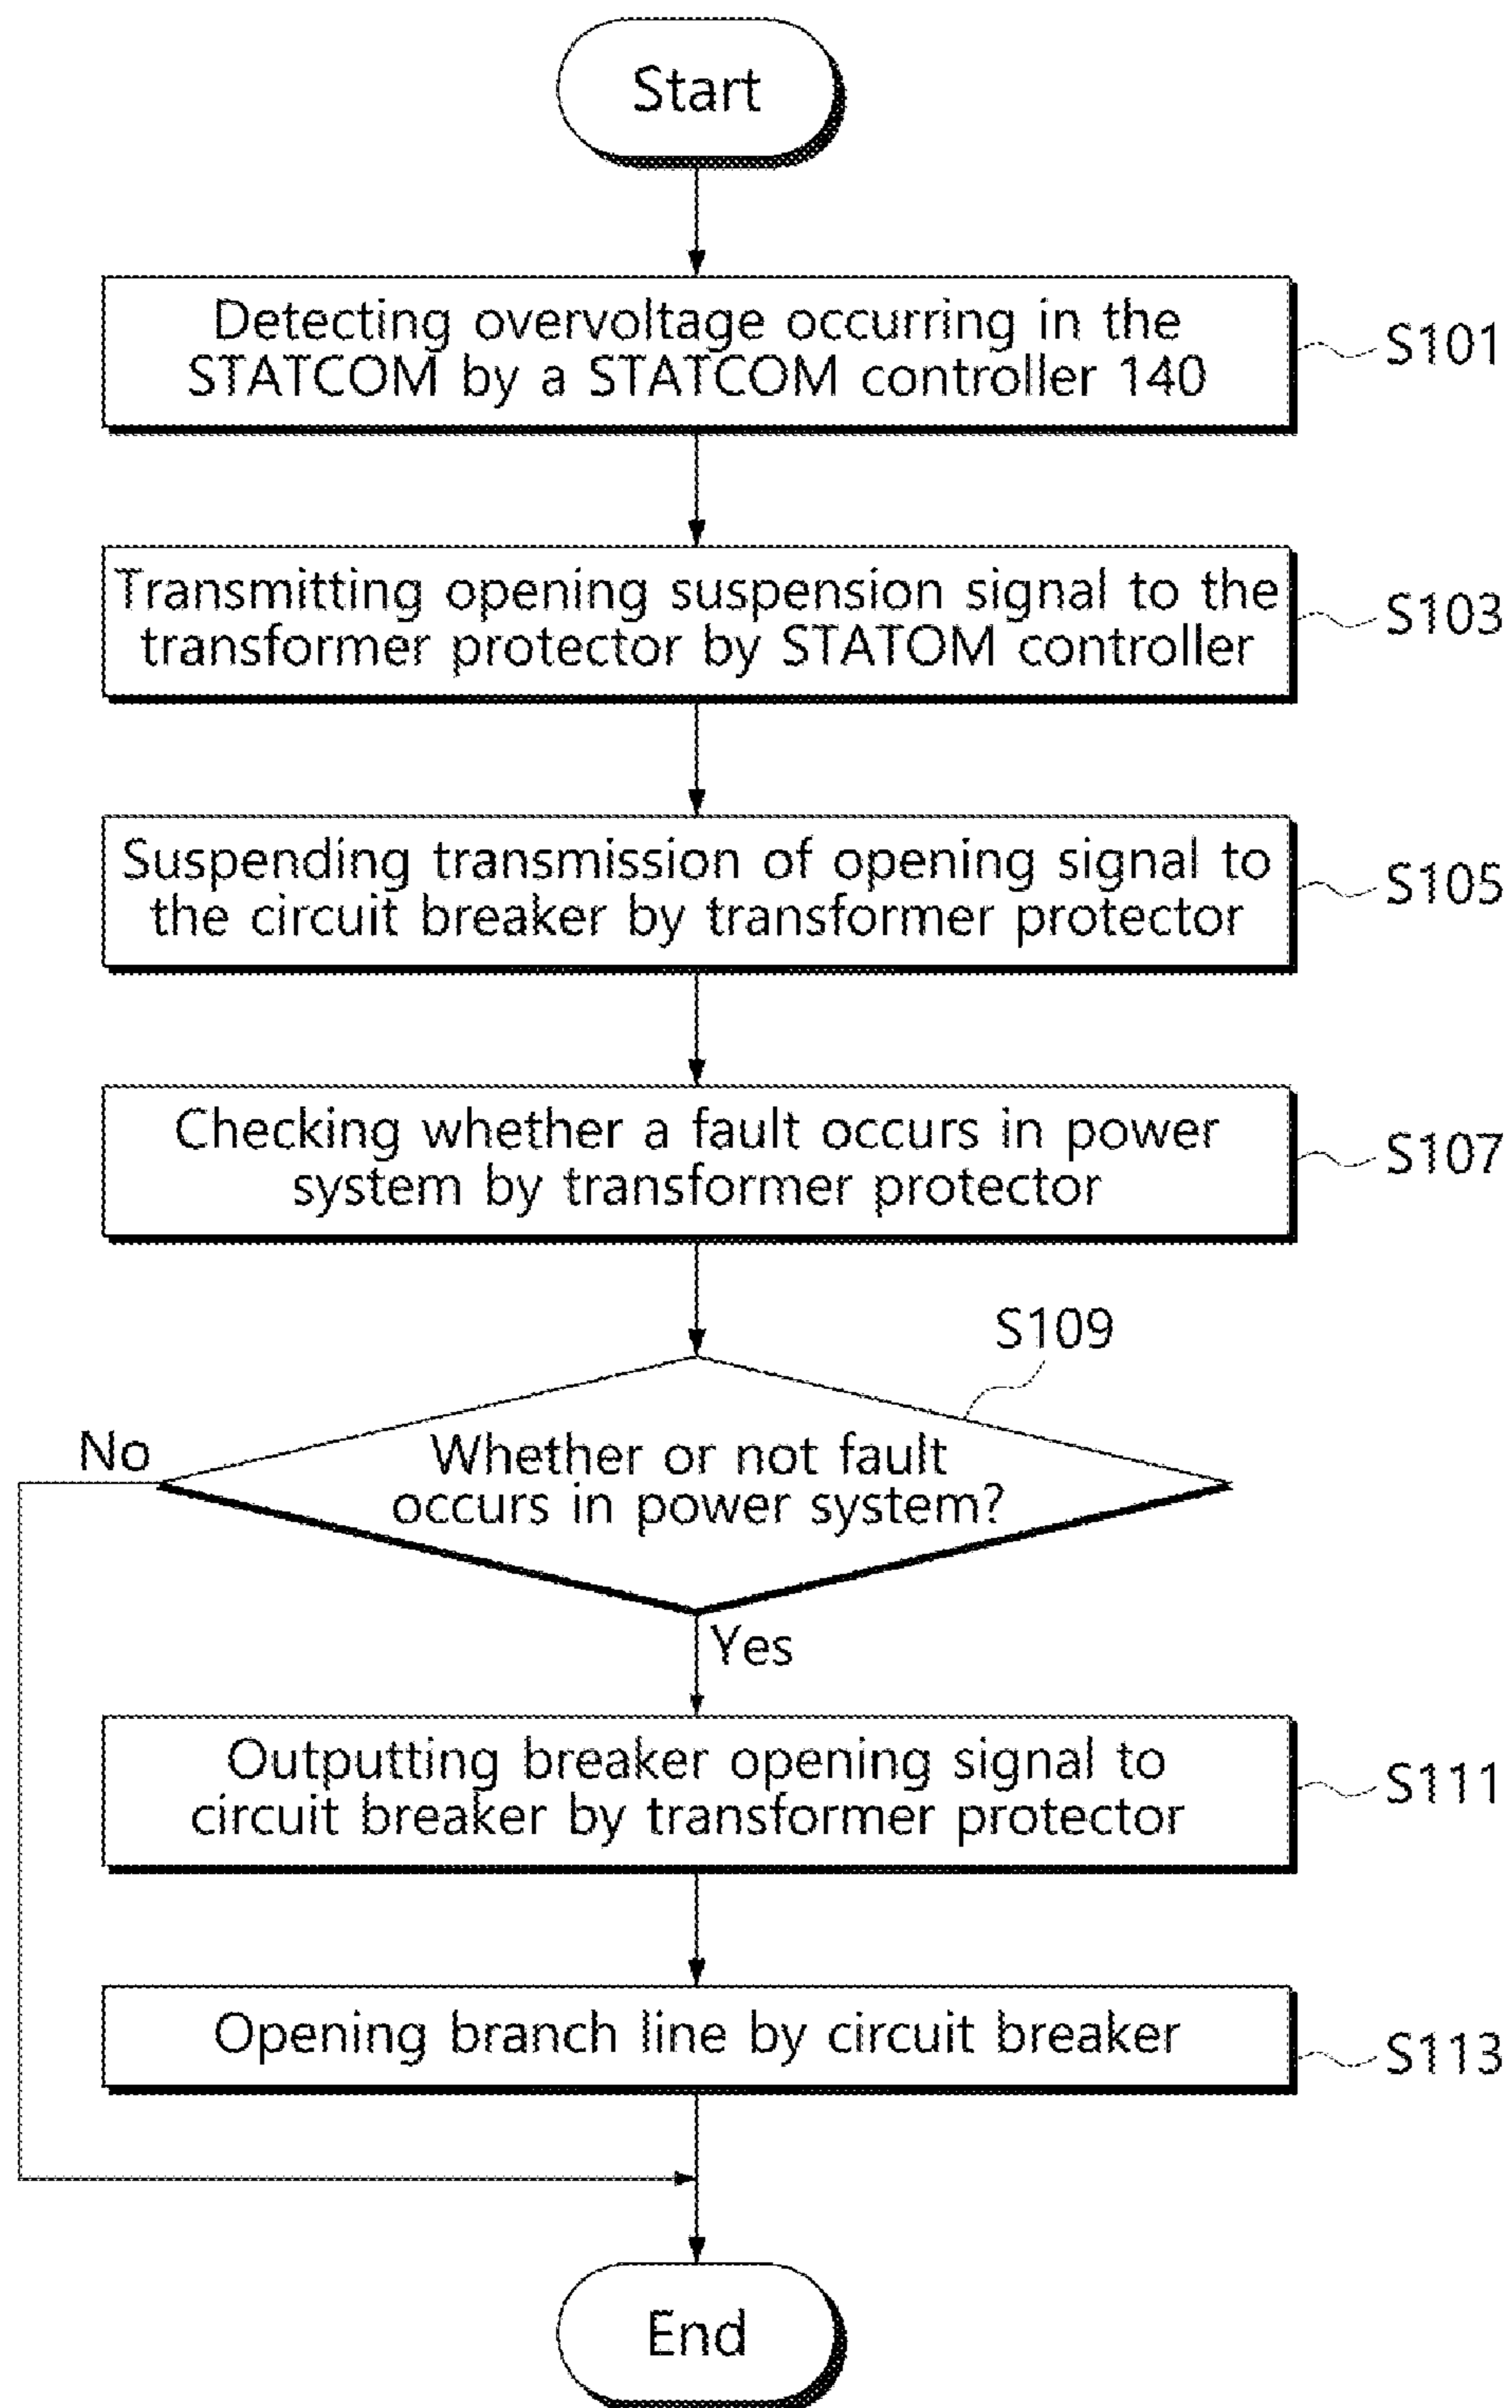 Start
Detecting overvoltage occurring in the
STATCOM by a STATCOM controller 140
S101
Transmitting opening suspension signal to the
transformer protector by STATOM controller
S103
Suspending transmission of opening signal to
the circuit breaker by transformer protector
S105
Checking whether a fault occurs in power
system by transformer protector
S107
S109
No
Whether or not fault
occurs in power system?
Yes
Outputting breaker opening signal to
circuit breaker by transformer protector
S111
Opening branch line by circuit breaker
S113
End